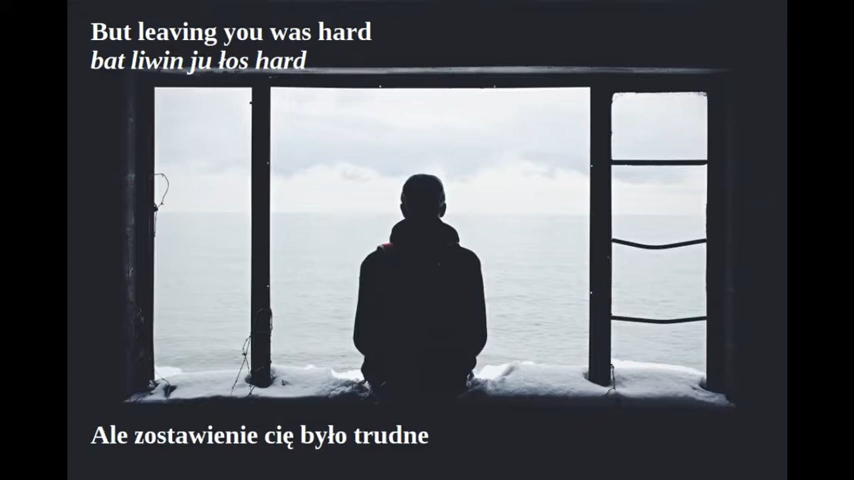 But leaving you was hard
bat liwin ju łos hard
Ale zostawienie cię było trudne